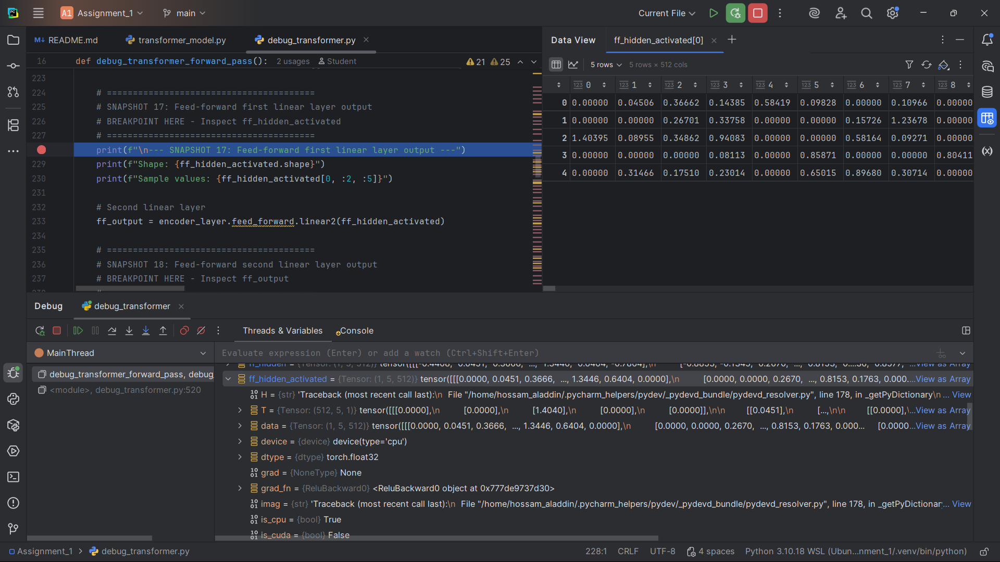 A1 Assignment_1 main Current File
README.md transformer_model.py debug_transformer.py
16 def debug_transformer_forward_pass(): 2 usages Student 21 25
223
224 # ========================================
225 # SNAPSHOT 17: Feed-forward first linear layer output
226 # BREAKPOINT HERE - Inspect ff_hidden_activated
227 # ========================================
print(f"\n--- SNAPSHOT 17: Feed-forward first linear layer output ---")
229 print(f"Shape: {ff_hidden_activated.shape}")
230 print(f"Sample values: {ff_hidden_activated[0, :2, :5]}")
231
232 # Second linear layer
233 ff_output = encoder_layer.feed_forward.linear2(ff_hidden_activated)
234
235 # ========================================
236 # SNAPSHOT 18: Feed-forward second linear layer output
237 # BREAKPOINT HERE - Inspect ff_output
Data View ff_hidden_activated[0]
5 rows 5 rows × 512 cols
0 1 2 3 4 5 6 7 8
0 0.00000 0.04506 0.36662 0.14385 0.58419 0.09828 0.00000 0.10966 0.00000
1 0.00000 0.00000 0.26701 0.33758 0.00000 0.00000 0.15726 1.23678 0.00000
2 1.40395 0.08955 0.34862 0.94083 0.00000 0.00000 0.58164 0.09271 0.00000
3 0.00000 0.00000 0.00000 0.08113 0.85871 0.00000 0.00000 0.00000 0.80411
4 0.00000 0.31466 0.17510 0.23014 0.00000 0.65015 0.89680 0.30714 0.00000
Debug debug_transformer
Threads & Variables Console
MainThread
debug_transformer_forward_pass, debug
<module>, debug_transformer.py:520
Evaluate expression (Enter) or add a watch (Ctrl+Shift+Enter)
ff_hidden_activated = {Tensor: (1, 5, 512)} tensor([[[0.0000, 0.0451, 0.3666, ..., 1.3446, 0.6404, 0.0000],\n [0.0000, 0.0000, 0.2670, ..., 0.8153, 0.1763, 0.000...View as Array
H = {str} 'Traceback (most recent call last):\n File "/home/hossam_aladdin/.pycharm_helpers/pydev/_pydevd_bundle/pydevd_resolver.py", line 178, in _getPyDictionary\n ... View
T = {Tensor: (512, 5, 1)} tensor([[[0.0000],\n [0.0000],\n [1.4040],\n [0.0000],\n [0.0000]],\n\n [[0.0451],\n [...,\n\n [[0.0000],\...View as Array
data = {Tensor: (1, 5, 512)} tensor([[[0.0000, 0.0451, 0.3666, ..., 1.3446, 0.6404, 0.0000],\n [0.0000, 0.0000, 0.2670, ..., 0.8153, 0.1763, 0.000... [0.0000...View as Array
device = {device} device(type='cpu')
dtype = {dtype} torch.float32
grad = {NoneType} None
grad_fn = {ReluBackward0} <ReluBackward0 object at 0x777de9737d30>
imag = {str} 'Traceback (most recent call last):\n File "/home/hossam_aladdin/.pycharm_helpers/pydev/_pydevd_bundle/pydevd_resolver.py", line 178, in _getPyDictionar... View
is_cpu = {bool} True
is_cuda = {bool} False
Assignment_1 > debug_transformer.py 228:1 CRLF UTF-8 4 spaces Python 3.10.18 WSL (Ubun...nment_1/.venv/bin/python)